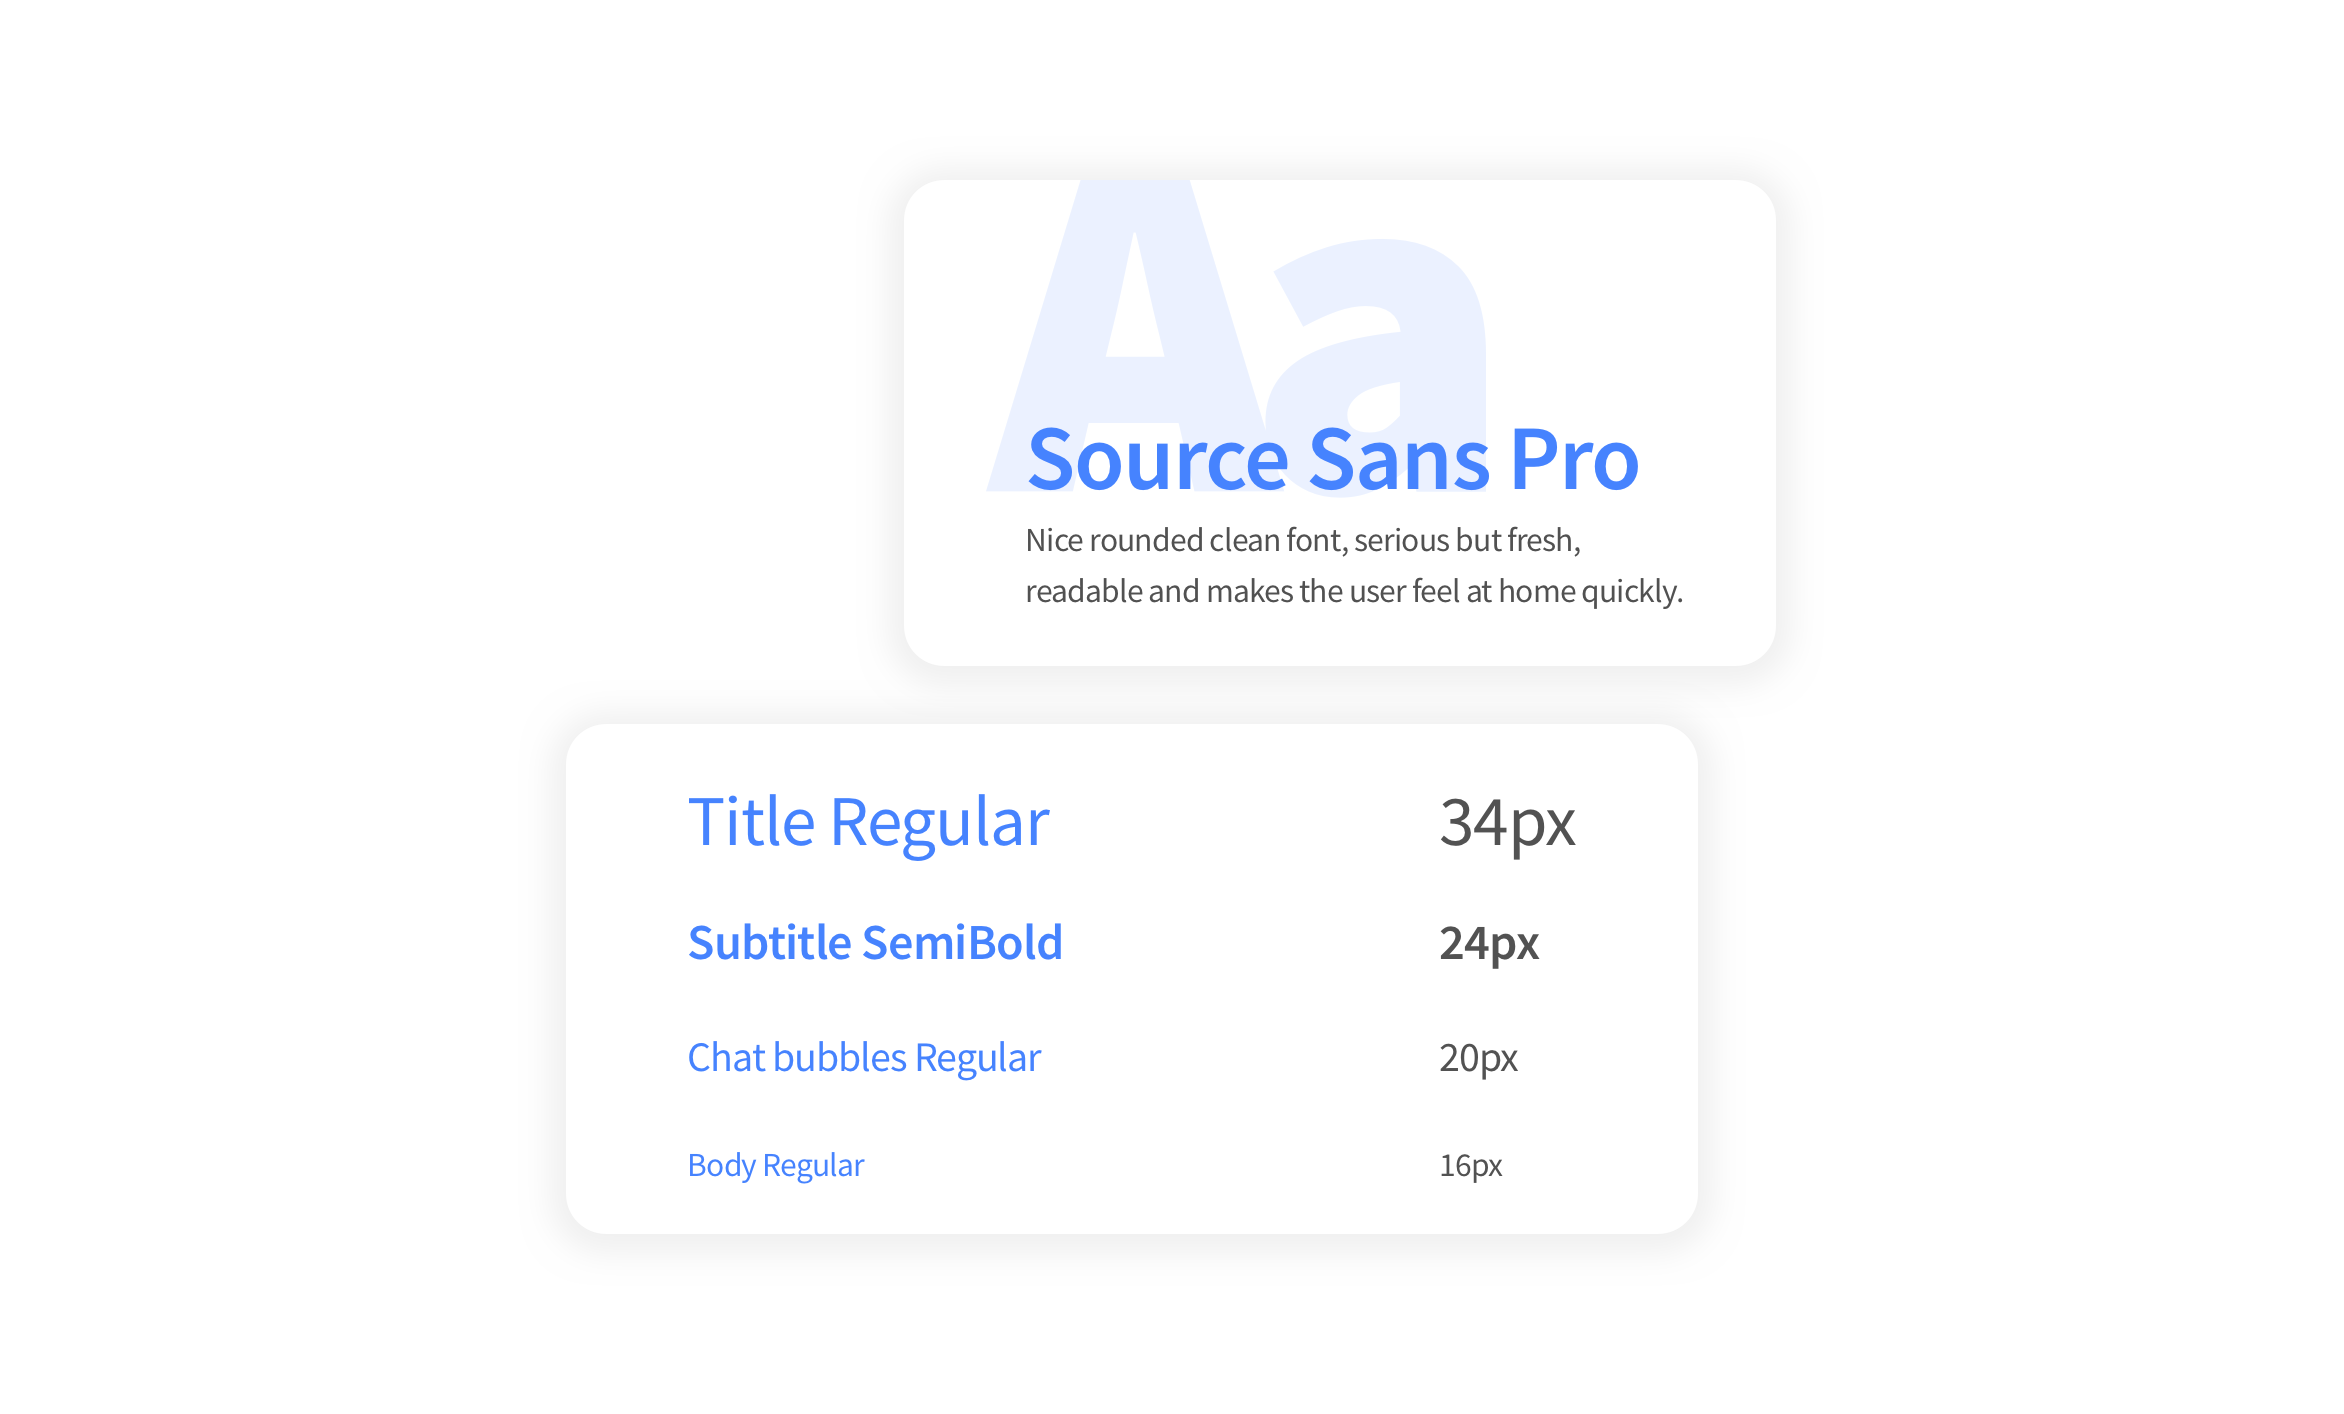 Aa
Source Sans Pro
Nice rounded clean font, serious but fresh,
readable and makes the user feel at home quickly.
Title Regular 34px
Subtitle SemiBold 24px
Chat bubbles Regular 20px
Body Regular 16px